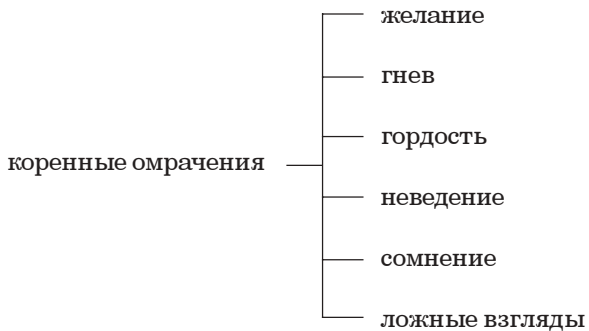 желание
гнев
гордость
коренные омрачения
неведение
сомнение
ложные взгляды